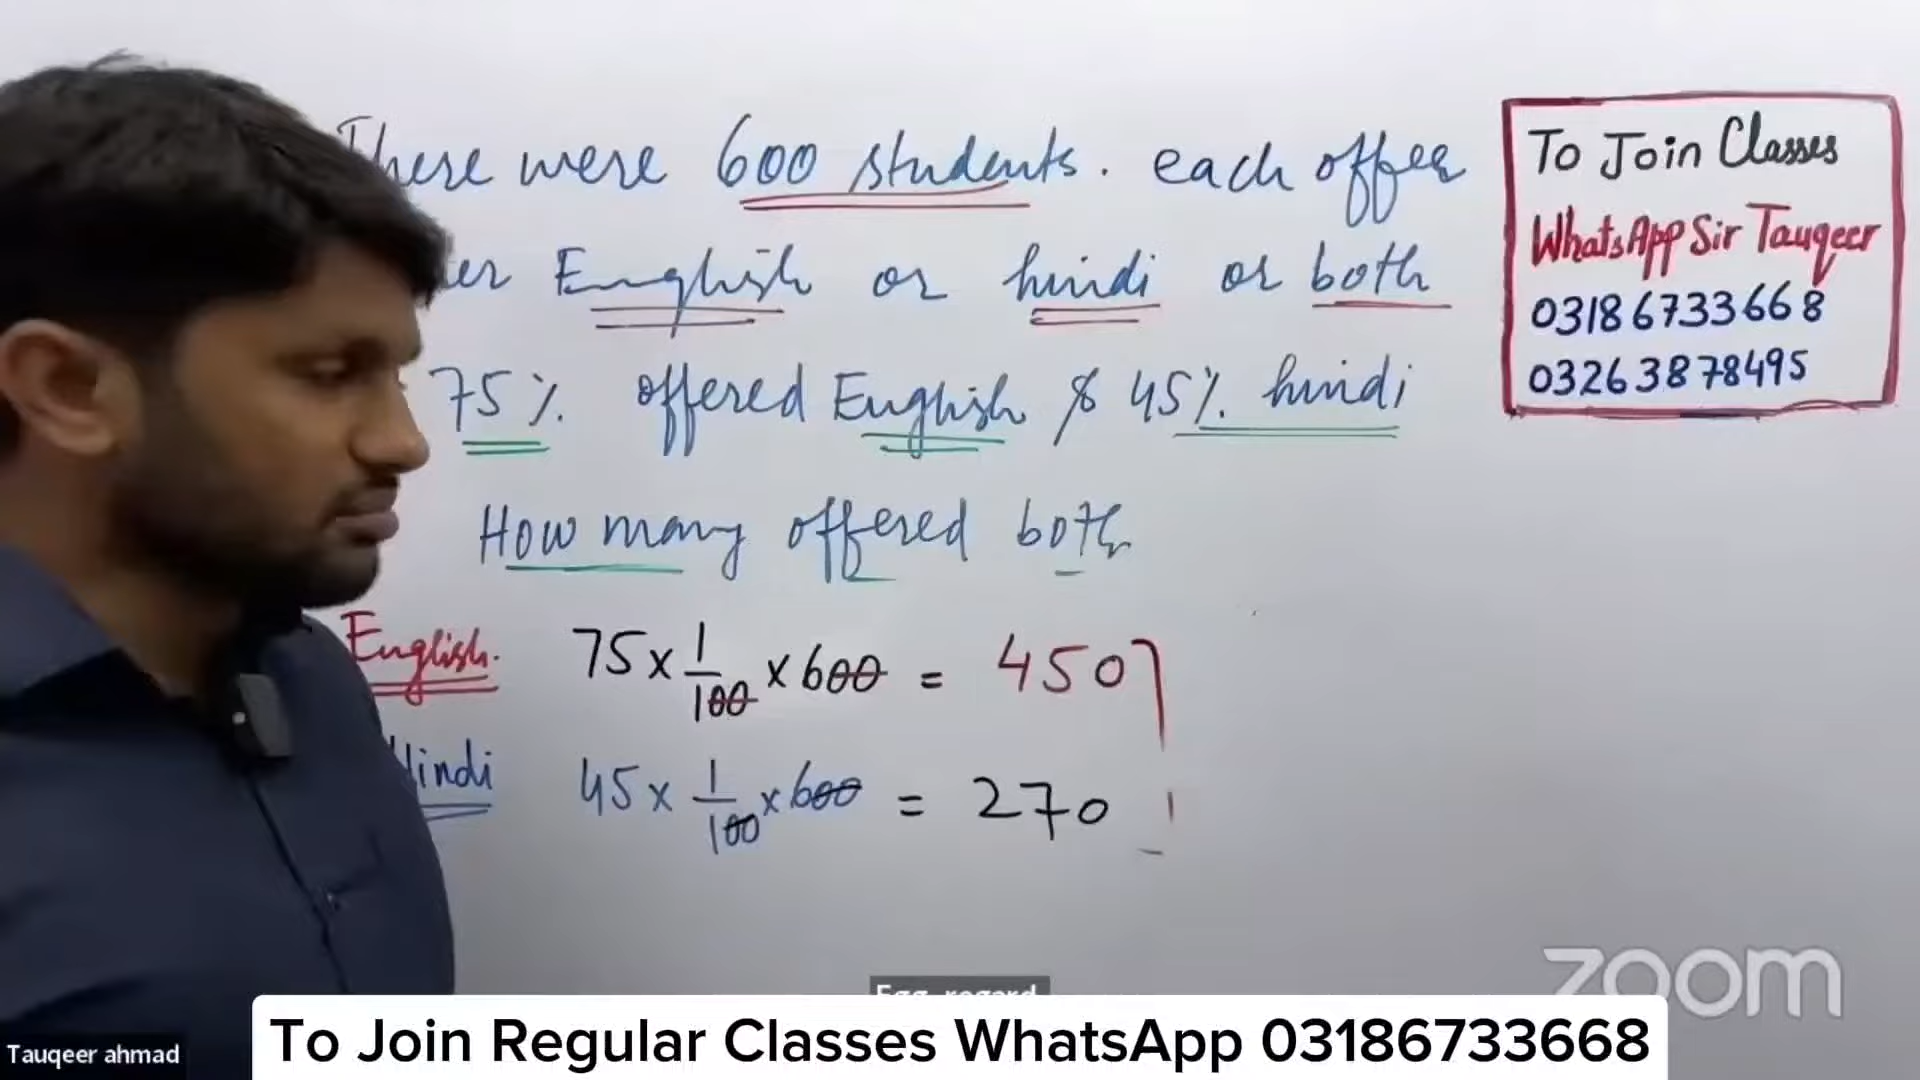 There were 600 students. each offer
English or hindi or both
75% offered English & 45% hindi
How many offered both
English. 75 x 1/100 x 600 = 450
Hindi 45 x 1/100 x 600 = 270
To Join Classes
WhatsApp Sir Tauqeer
03186733668
03263878495
zoom
Tauqeer ahmad
To Join Regular Classes WhatsApp 03186733668